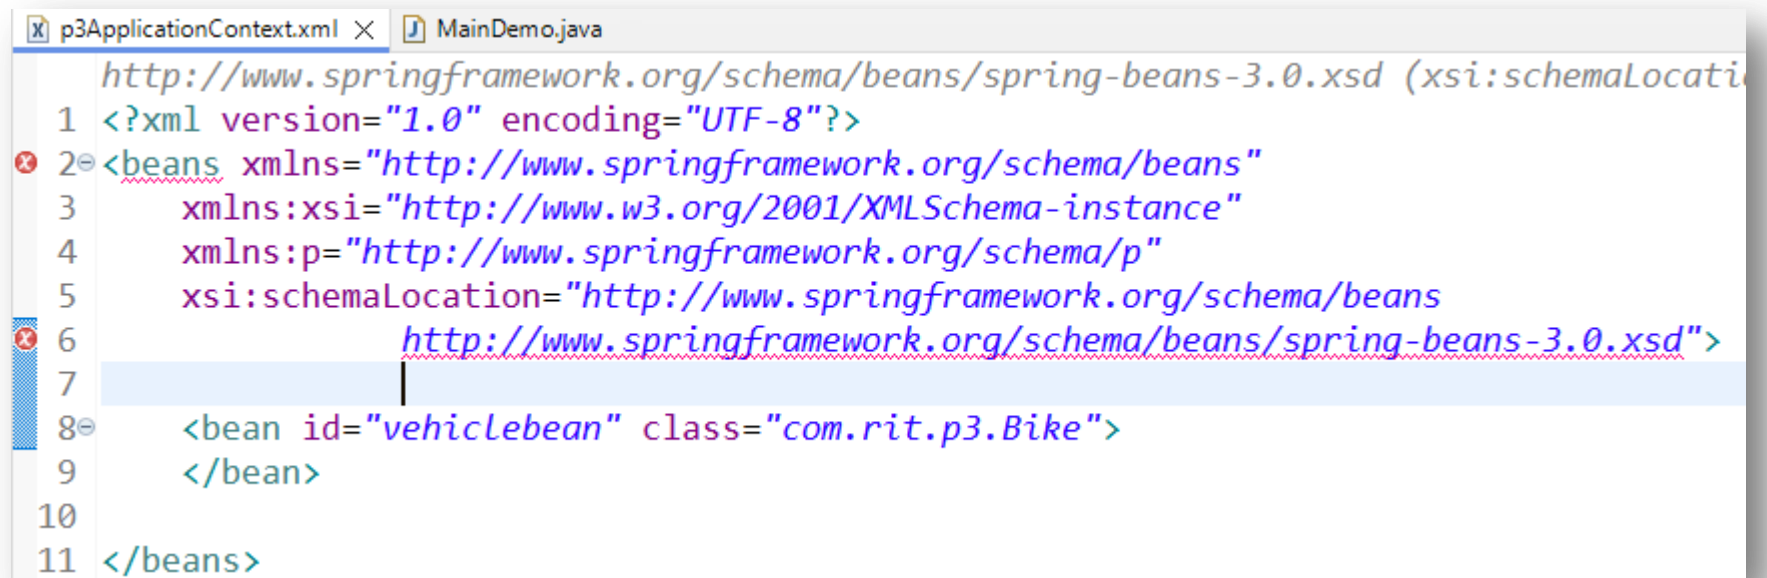 p3ApplicationContext.xml MainDemo.java
http://www.springframework.org/schema/beans/spring-beans-3.0.xsd (xsi:schemaLocati
1 <?xml version="1.0" encoding="UTF-8"?>
2 <beans xmlns="http://www.springframework.org/schema/beans"
3 xmlns:xsi="http://www.w3.org/2001/XMLSchema-instance"
4 xmlns:p="http://www.springframework.org/schema/p"
5 xsi:schemaLocation="http://www.springframework.org/schema/beans
6 http://www.springframework.org/schema/beans/spring-beans-3.0.xsd">
7
8 <bean id="vehiclebean" class="com.rit.p3.Bike">
9 </bean>
10
11 </beans>